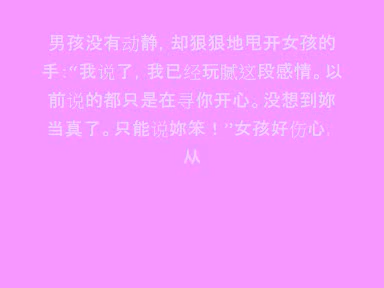 男孩没有动静，却狠狠地甩开女孩的
手：“我说了，我已经玩腻这段感情。以
前说的都只是在寻你开心。没想到妳
当真了。只能说妳笨！”女孩好伤心，
从